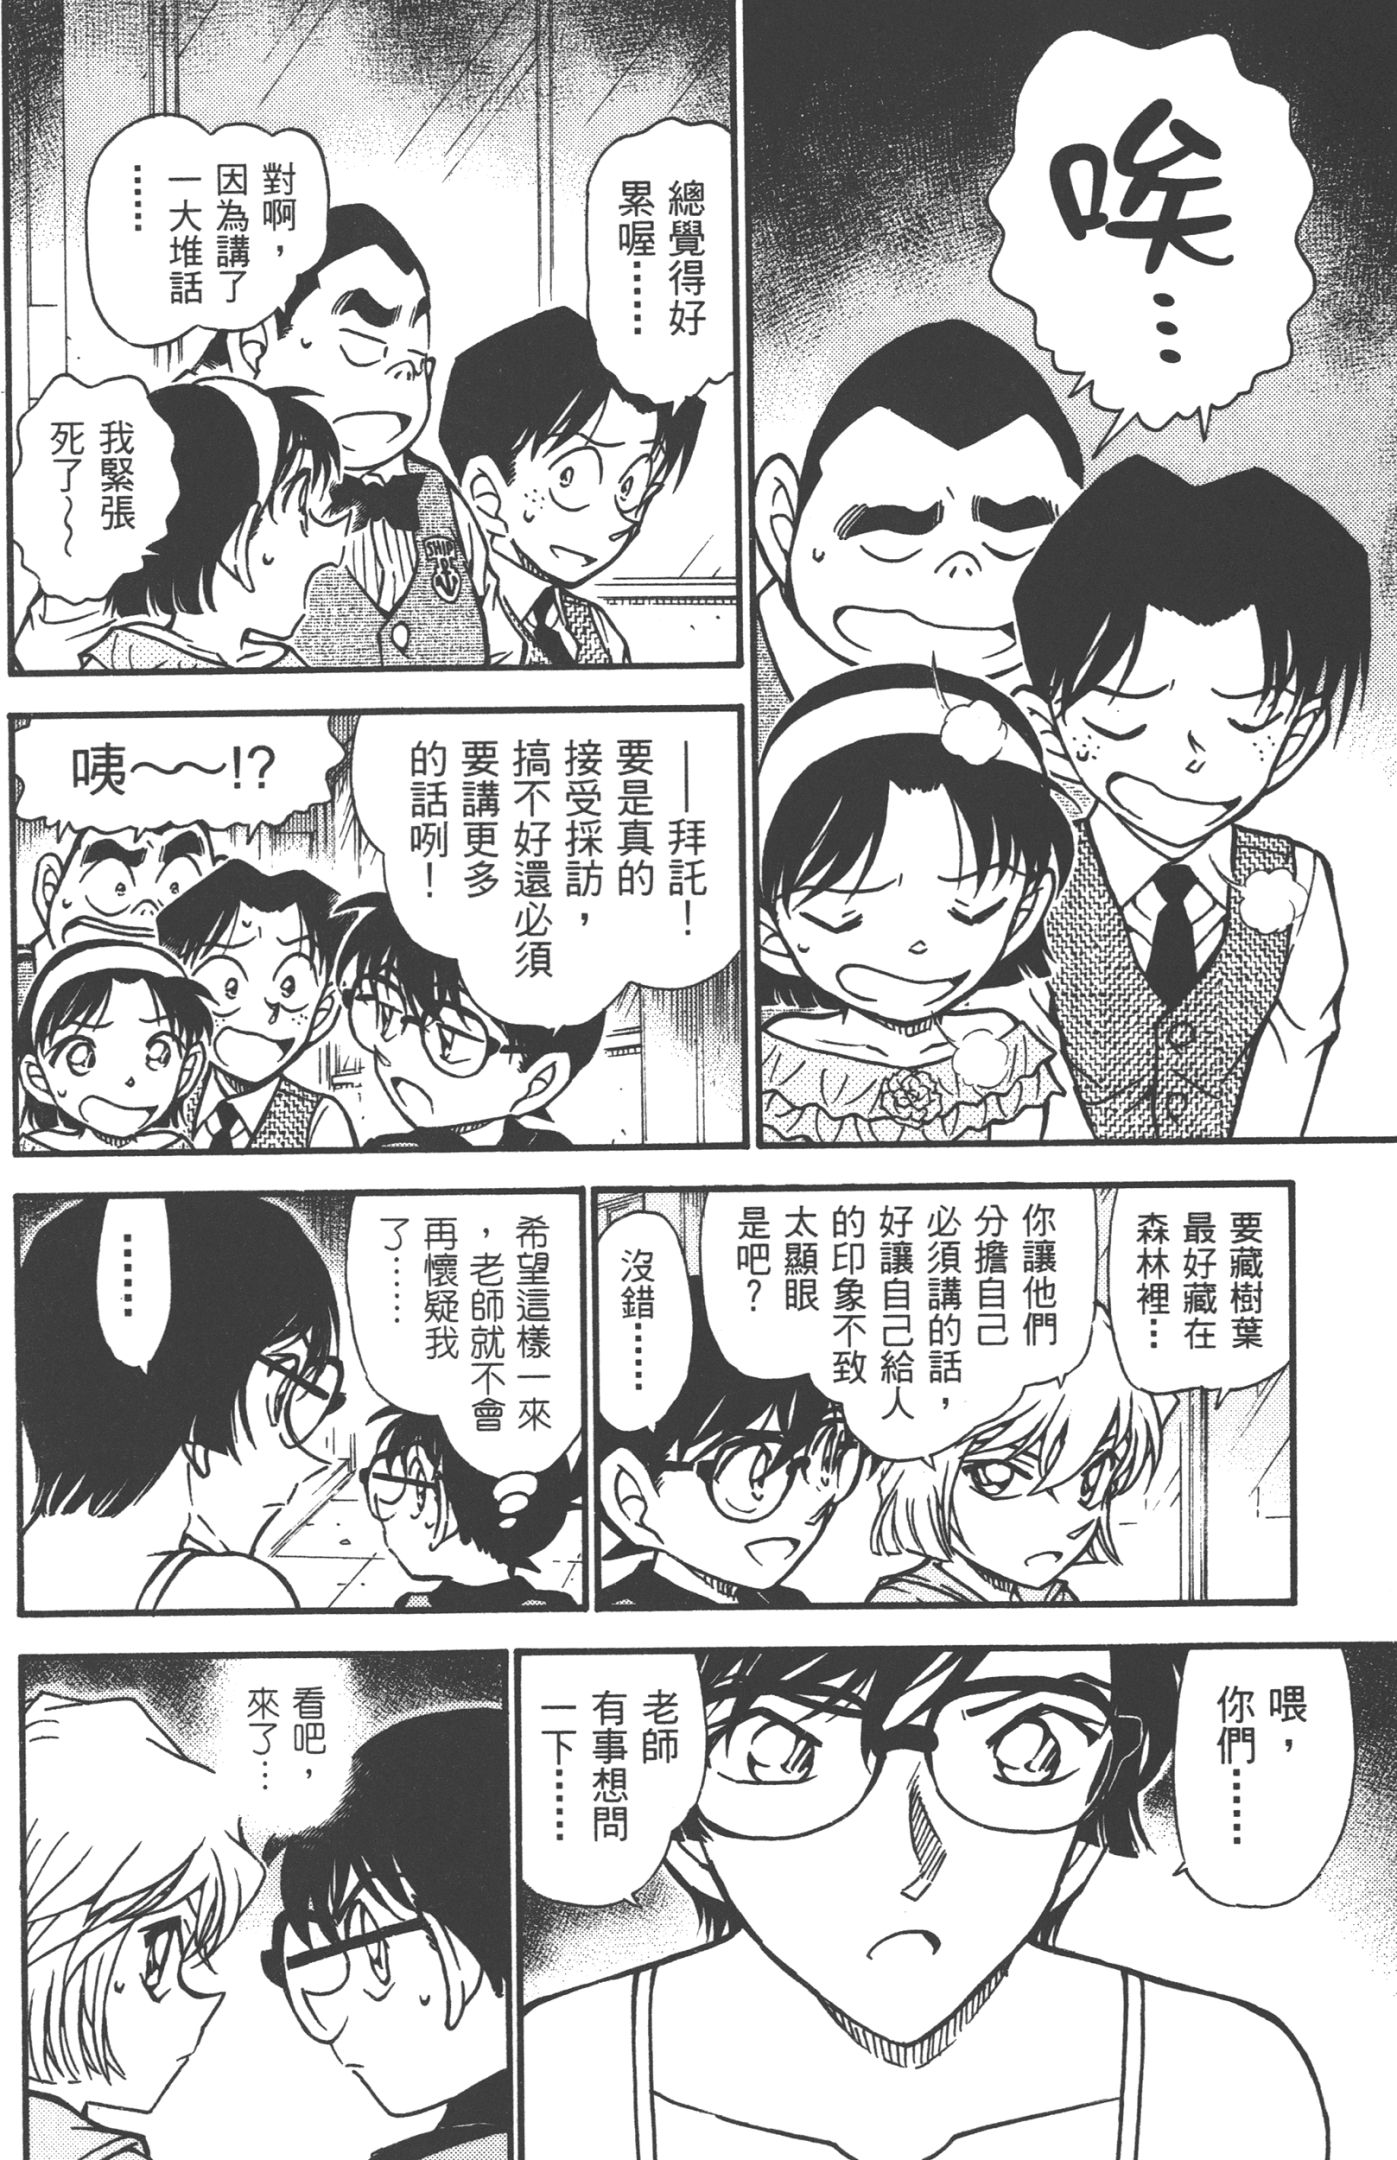 唉…
總覺得好
累喔……
對啊，
因為講了
一大堆話
……
SHIP
我緊張
死了～
——拜託！
要是真的
接受採訪，
搞不好還必須
要講更多
的話咧！
咦～～!?
要藏樹葉
最好藏在
森林裡…
你讓他們
分擔自己
必須講的話，
好讓自己給人
的印象不致
太顯眼
是吧？
沒錯……
希望這樣一來
，老師就不會
再懷疑我
了……
……
喂，
你們……
老師
有事想問
一下……
看吧，
來了…